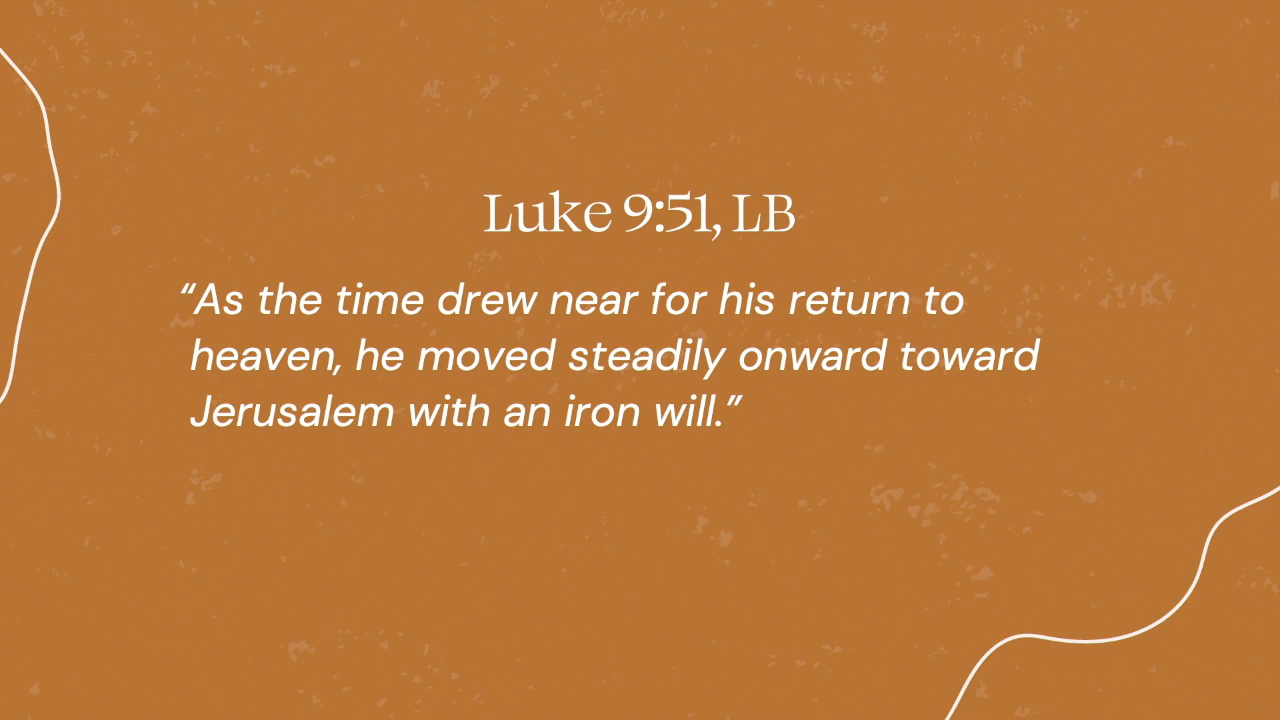 Luke 9:51, LB
“As the time drew near for his return to
heaven, he moved steadily onward toward
Jerusalem with an iron will.”